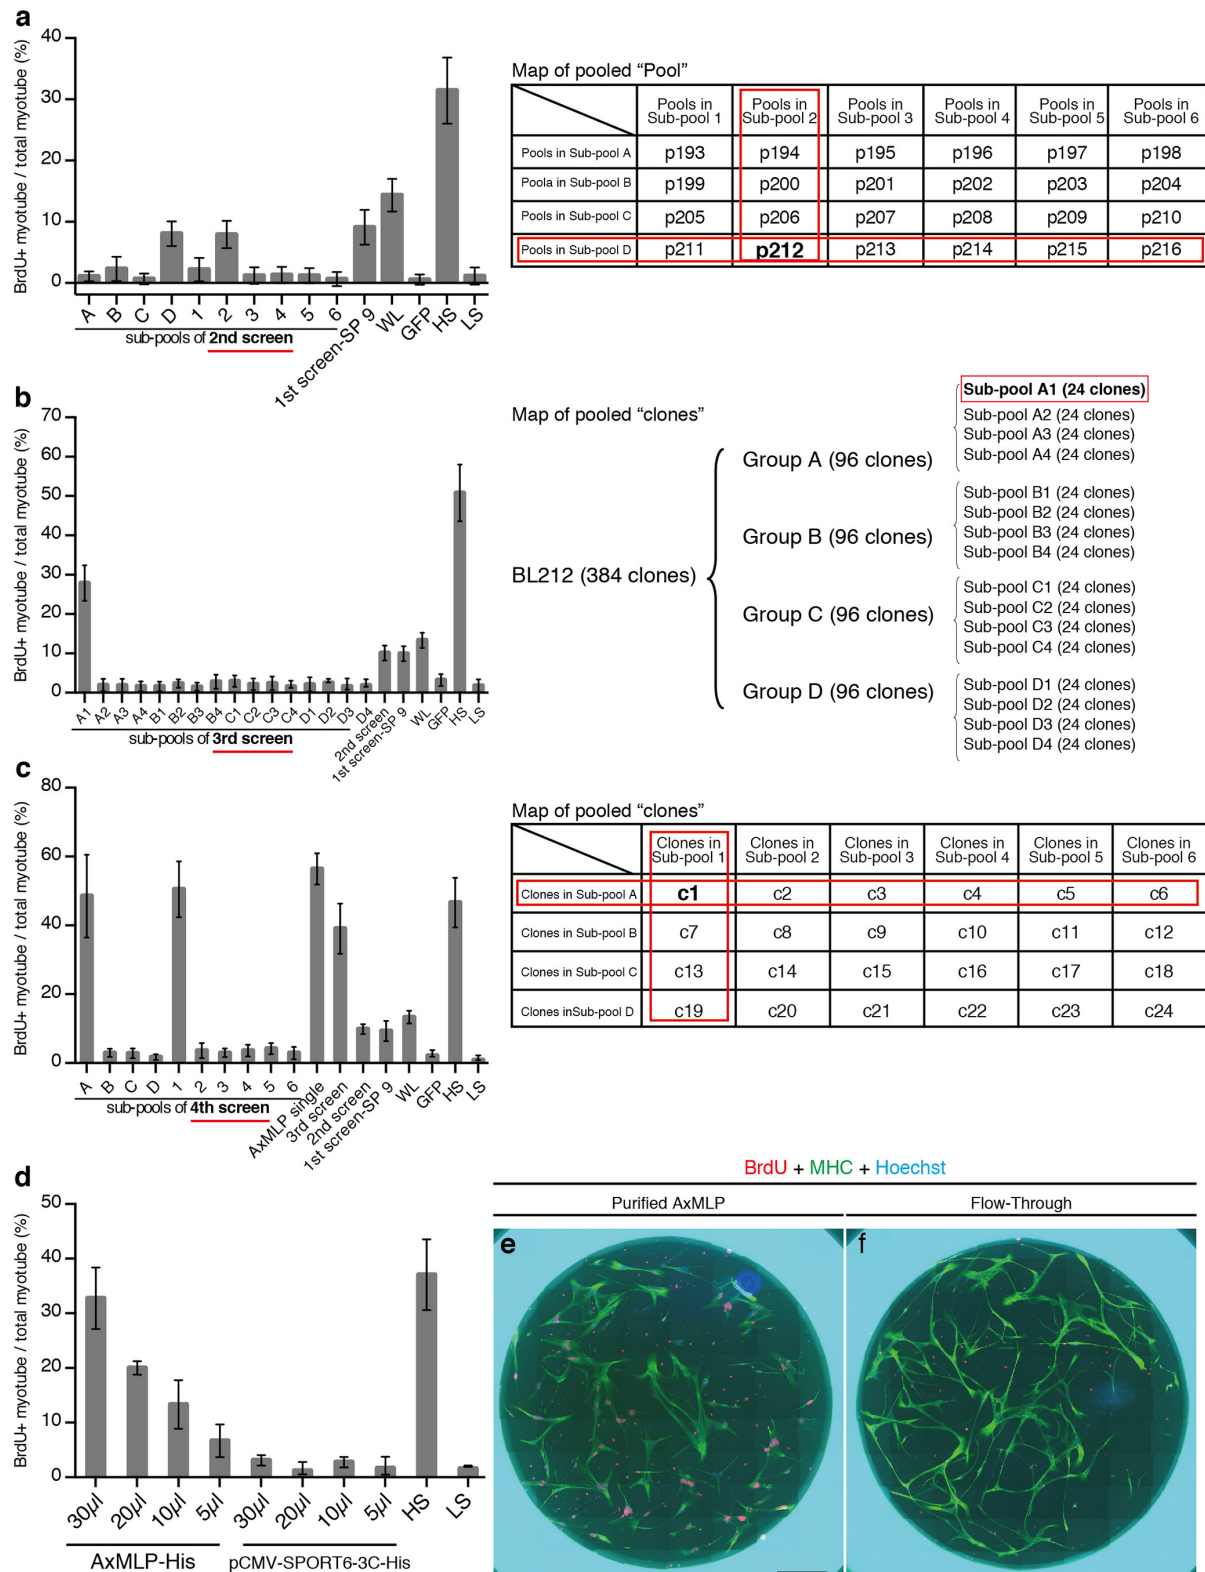 a
BrdU+ myotube / total myotube (%)
40
30
20
10
0
A B C D 1 2 3 4 5 6 1st screen-SP 9 WL GFP HS LS
sub-pools of 2nd screen
Map of pooled “Pool”
Pools in Sub-pool 1 Pools in Sub-pool 2 Pools in Sub-pool 3 Pools in Sub-pool 4 Pools in Sub-pool 5 Pools in Sub-pool 6
Pools in Sub-pool A p193 p194 p195 p196 p197 p198
Poola in Sub-pool B p199 p200 p201 p202 p203 p204
Pools in Sub-pool C p205 p206 p207 p208 p209 p210
Pools in Sub-pool D p211 p212 p213 p214 p215 p216
b
BrdU+ myotube / total myotube (%)
70
60
50
40
30
20
10
0
A1 A2 A3 A4 B1 B2 B3 B4 C1 C2 C3 C4 D1 D2 D3 D4 2nd screen 1st screen-SP 9 WL GFP HS LS
sub-pools of 3rd screen
Map of pooled “clones”
BL212 (384 clones)
Group A (96 clones)
Group B (96 clones)
Group C (96 clones)
Group D (96 clones)
Sub-pool A1 (24 clones)
Sub-pool A2 (24 clones)
Sub-pool A3 (24 clones)
Sub-pool A4 (24 clones)
Sub-pool B1 (24 clones)
Sub-pool B2 (24 clones)
Sub-pool B3 (24 clones)
Sub-pool B4 (24 clones)
Sub-pool C1 (24 clones)
Sub-pool C2 (24 clones)
Sub-pool C3 (24 clones)
Sub-pool C4 (24 clones)
Sub-pool D1 (24 clones)
Sub-pool D2 (24 clones)
Sub-pool D3 (24 clones)
Sub-pool D4 (24 clones)
c
BrdU+ myotube / total myotube (%)
80
60
40
20
0
A B C D 1 2 3 4 5 6 AxMLP single 3rd screen 2nd screen 1st screen-SP 9 WL GFP HS LS
sub-pools of 4th screen
Map of pooled “clones”
Clones in Sub-pool 1 Clones in Sub-pool 2 Clones in Sub-pool 3 Clones in Sub-pool 4 Clones in Sub-pool 5 Clones in Sub-pool 6
Clones in Sub-pool A c1 c2 c3 c4 c5 c6
Clones in Sub-pool B c7 c8 c9 c10 c11 c12
Clones in Sub-pool C c13 c14 c15 c16 c17 c18
Clones inSub-pool D c19 c20 c21 c22 c23 c24
d
BrdU+ myotube / total myotube (%)
50
40
30
20
10
0
30µl 20µl 10µl 5µl 30µl 20µl 10µl 5µl HS LS
AxMLP-His pCMV-SPORT6-3C-His
BrdU + MHC + Hoechst
Purified AxMLP Flow-Through
e f